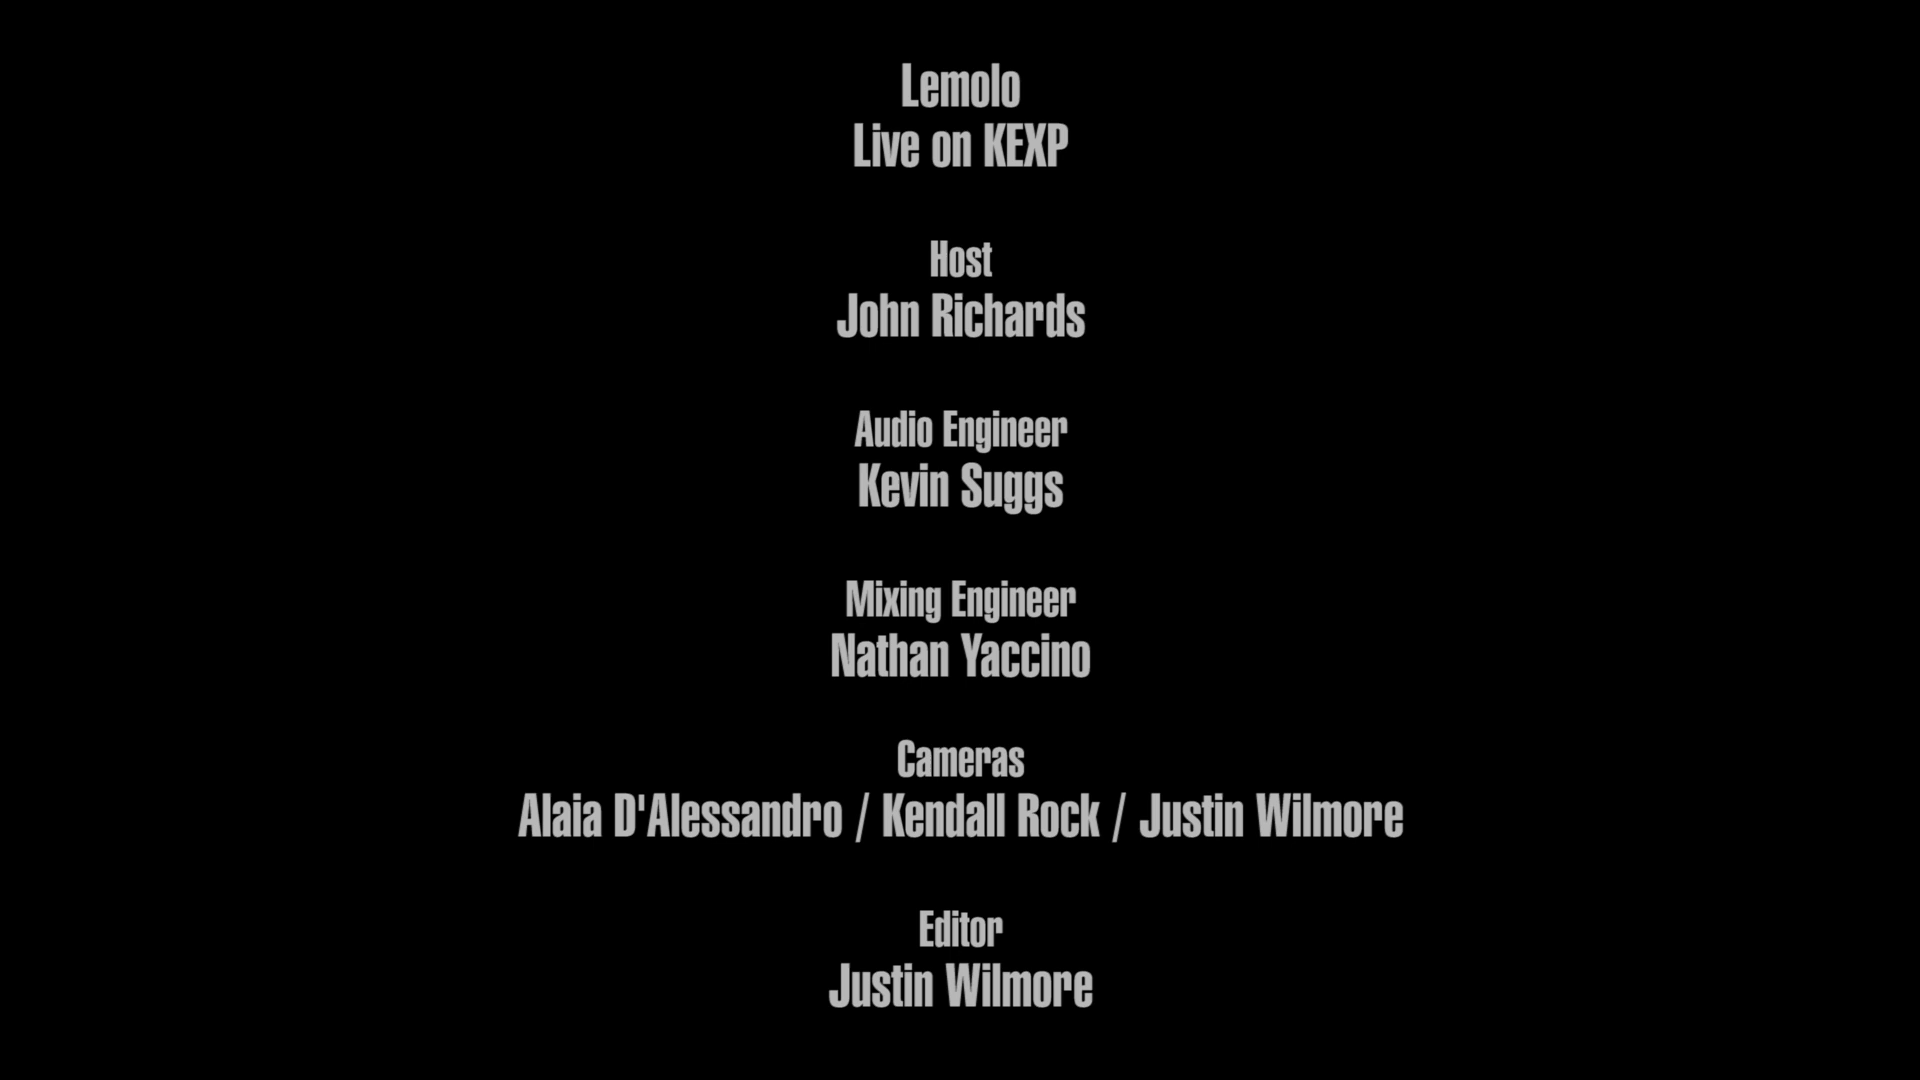 Lemolo
Live on KEXP
Host
John Richards
Audio Engineer
Kevin Suggs
Mixing Engineer
Nathan Yaccino
Cameras
Alaia D'Alessandro / Kendall Rock / Justin Wilmore
Editor
Justin Wilmore